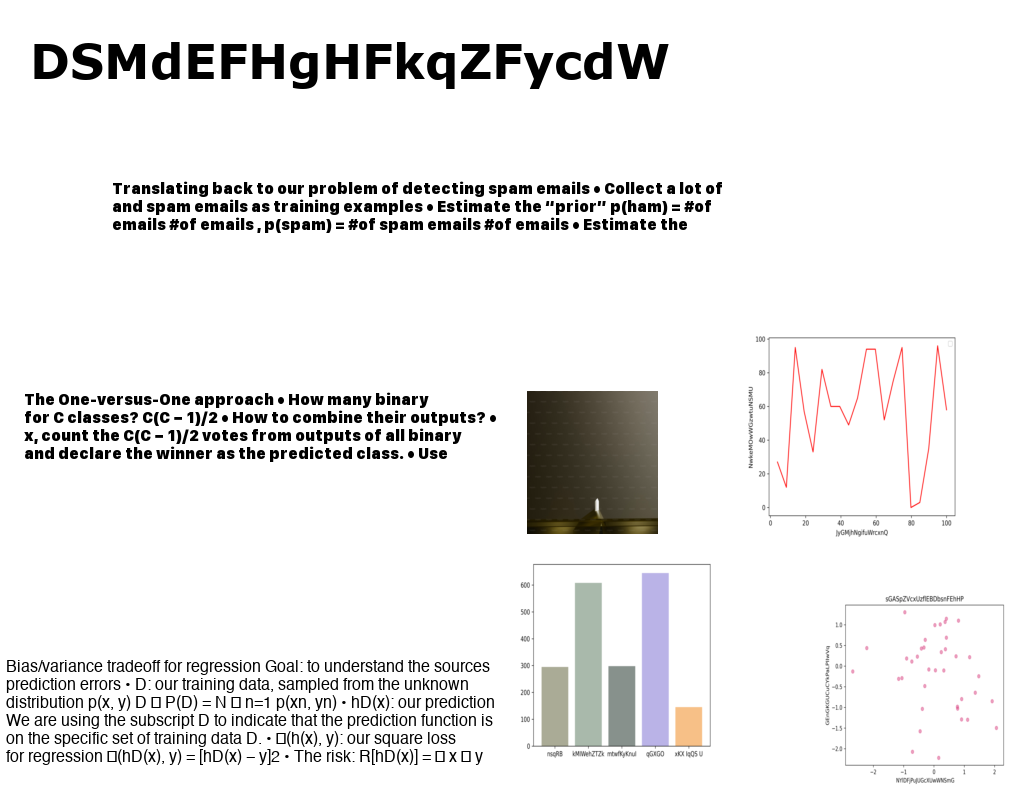 DSMdEFHgHFkqZFycdW
Translating back to our problem of detecting spam emails • Collect a lot of
and spam emails as training examples • Estimate the “prior” p(ham) = #of
emails #of emails , p(spam) = #of spam emails #of emails • Estimate the
The One-versus-One approach • How many binary
for C classes? C(C − 1)/2 • How to combine their outputs? •
x, count the C(C − 1)/2 votes from outputs of all binary
and declare the winner as the predicted class. • Use
100
80
60
40
20
0
0 20 40 60 80 100
JyGMjhNgifuWrcxnQ
600
500
400
300
200
100
0
nsqRB kMIWehZTZk mtwfKyKnul qGXGO xKX IqQS U
sGASpZVcxUzflEBDbsnFEhHP
1.0
0.5
0.0
−0.5
−1.0
−1.5
−2.0
−2 −1 0 1 2
Bias/variance tradeoff for regression Goal: to understand the sources
prediction errors • D: our training data, sampled from the unknown
distribution p(x, y) D □ P(D) = N □ n=1 p(xn, yn) • hD(x): our prediction
We are using the subscript D to indicate that the prediction function is
on the specific set of training data D. • □(h(x), y): our square loss
for regression □(hD(x), y) = [hD(x) − y]2 • The risk: R[hD(x)] = □ x □ y